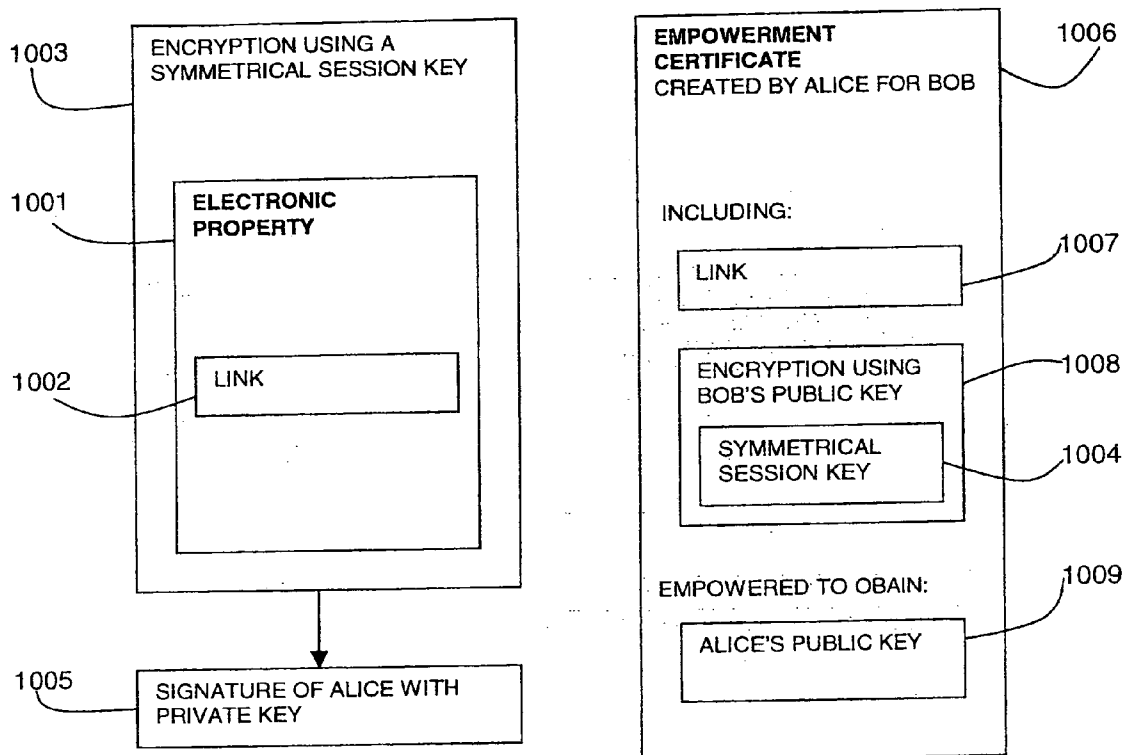 1003
ENCRYPTION USING A
SYMMETRICAL SESSION KEY
1001
ELECTRONIC
PROPERTY
1002
LINK
1005
SIGNATURE OF ALICE WITH
PRIVATE KEY
EMPOWERMENT
CERTIFICATE
CREATED BY ALICE FOR BOB
1006
INCLUDING:
LINK
1007
ENCRYPTION USING
BOB'S PUBLIC KEY
1008
SYMMETRICAL
SESSION KEY
1004
EMPOWERED TO OBAIN:
1009
ALICE'S PUBLIC KEY